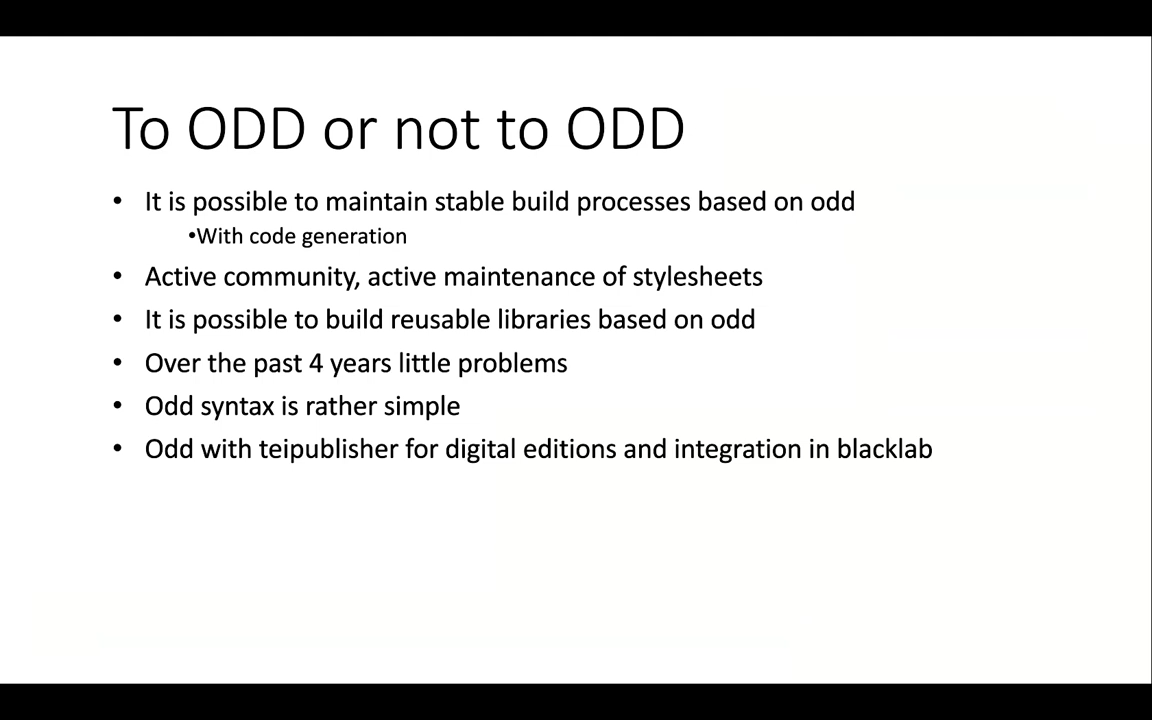 To ODD or not to ODD
• It is possible to maintain stable build processes based on odd
•With code generation
• Active community, active maintenance of stylesheets
• It is possible to build reusable libraries based on odd
• Over the past 4 years little problems
• Odd syntax is rather simple
• Odd with teipublisher for digital editions and integration in blacklab